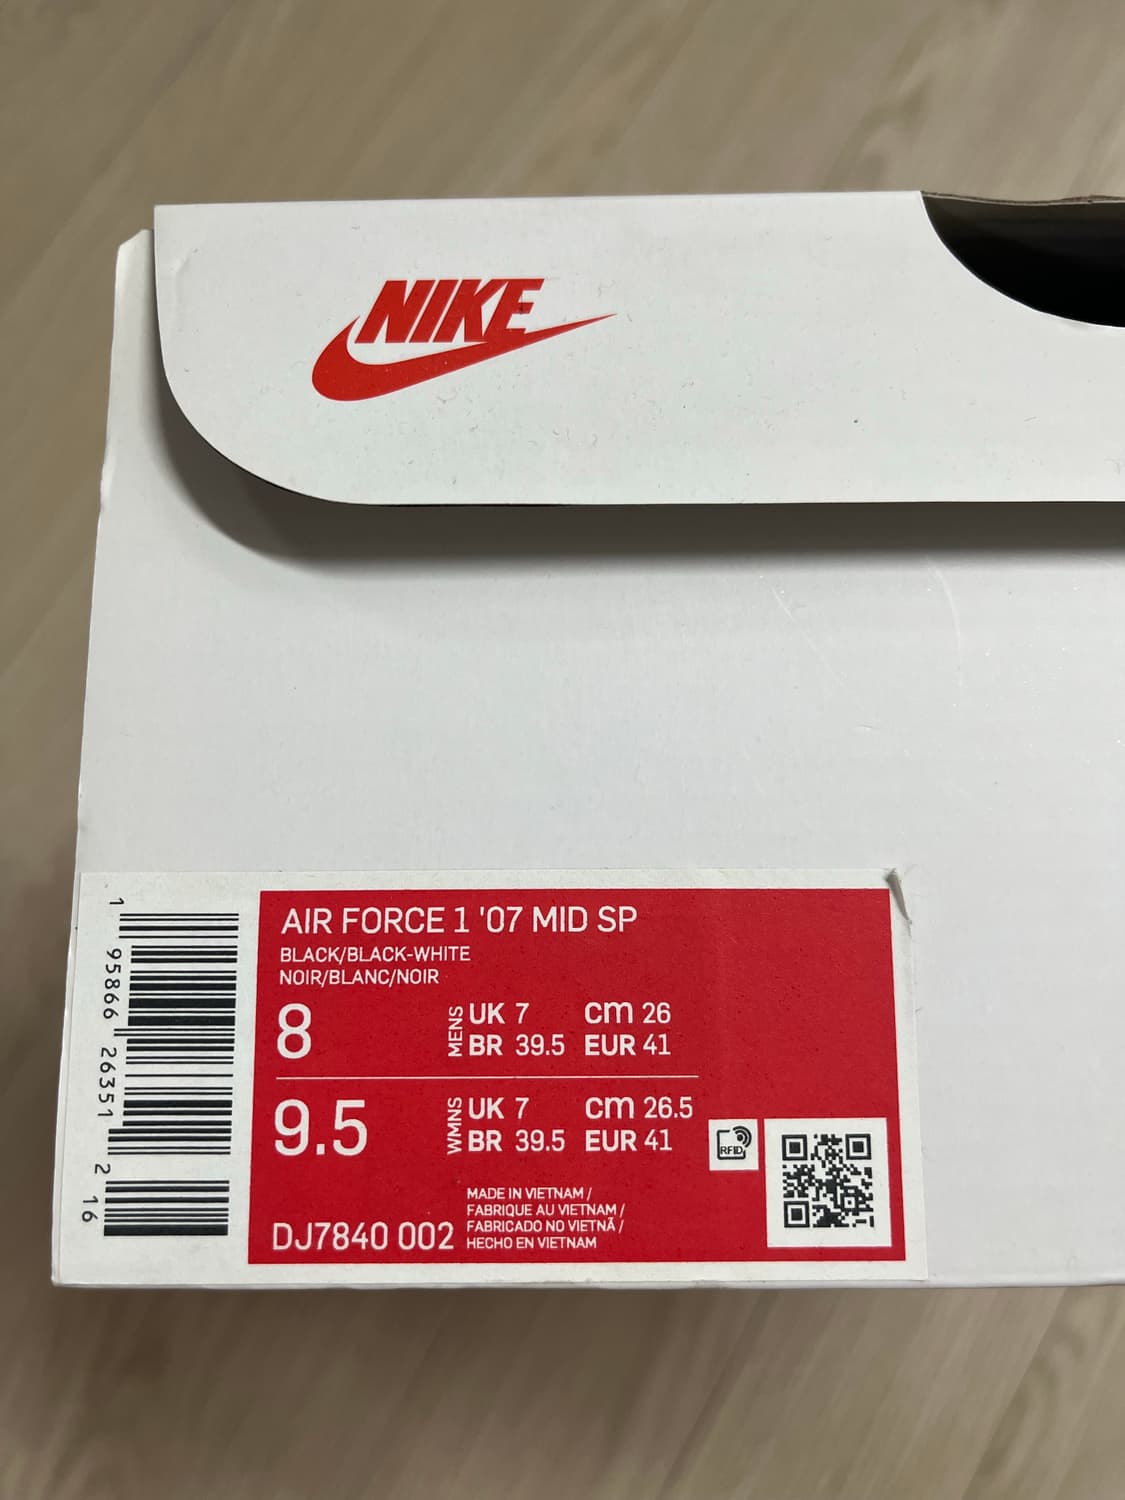 NIKE
1 95866 26351 2 16
AIR FORCE 1 '07 MID SP
BLACK/BLACK-WHITE
NOIR/BLANC/NOIR
8 MENS UK 7 cm 26
BR 39.5 EUR 41
9.5 WMNS UK 7 cm 26.5
BR 39.5 EUR 41
RFID
DJ7840 002
MADE IN VIETNAM /
FABRIQUE AU VIETNAM /
FABRICADO NO VIETNÃ /
HECHO EN VIETNAM